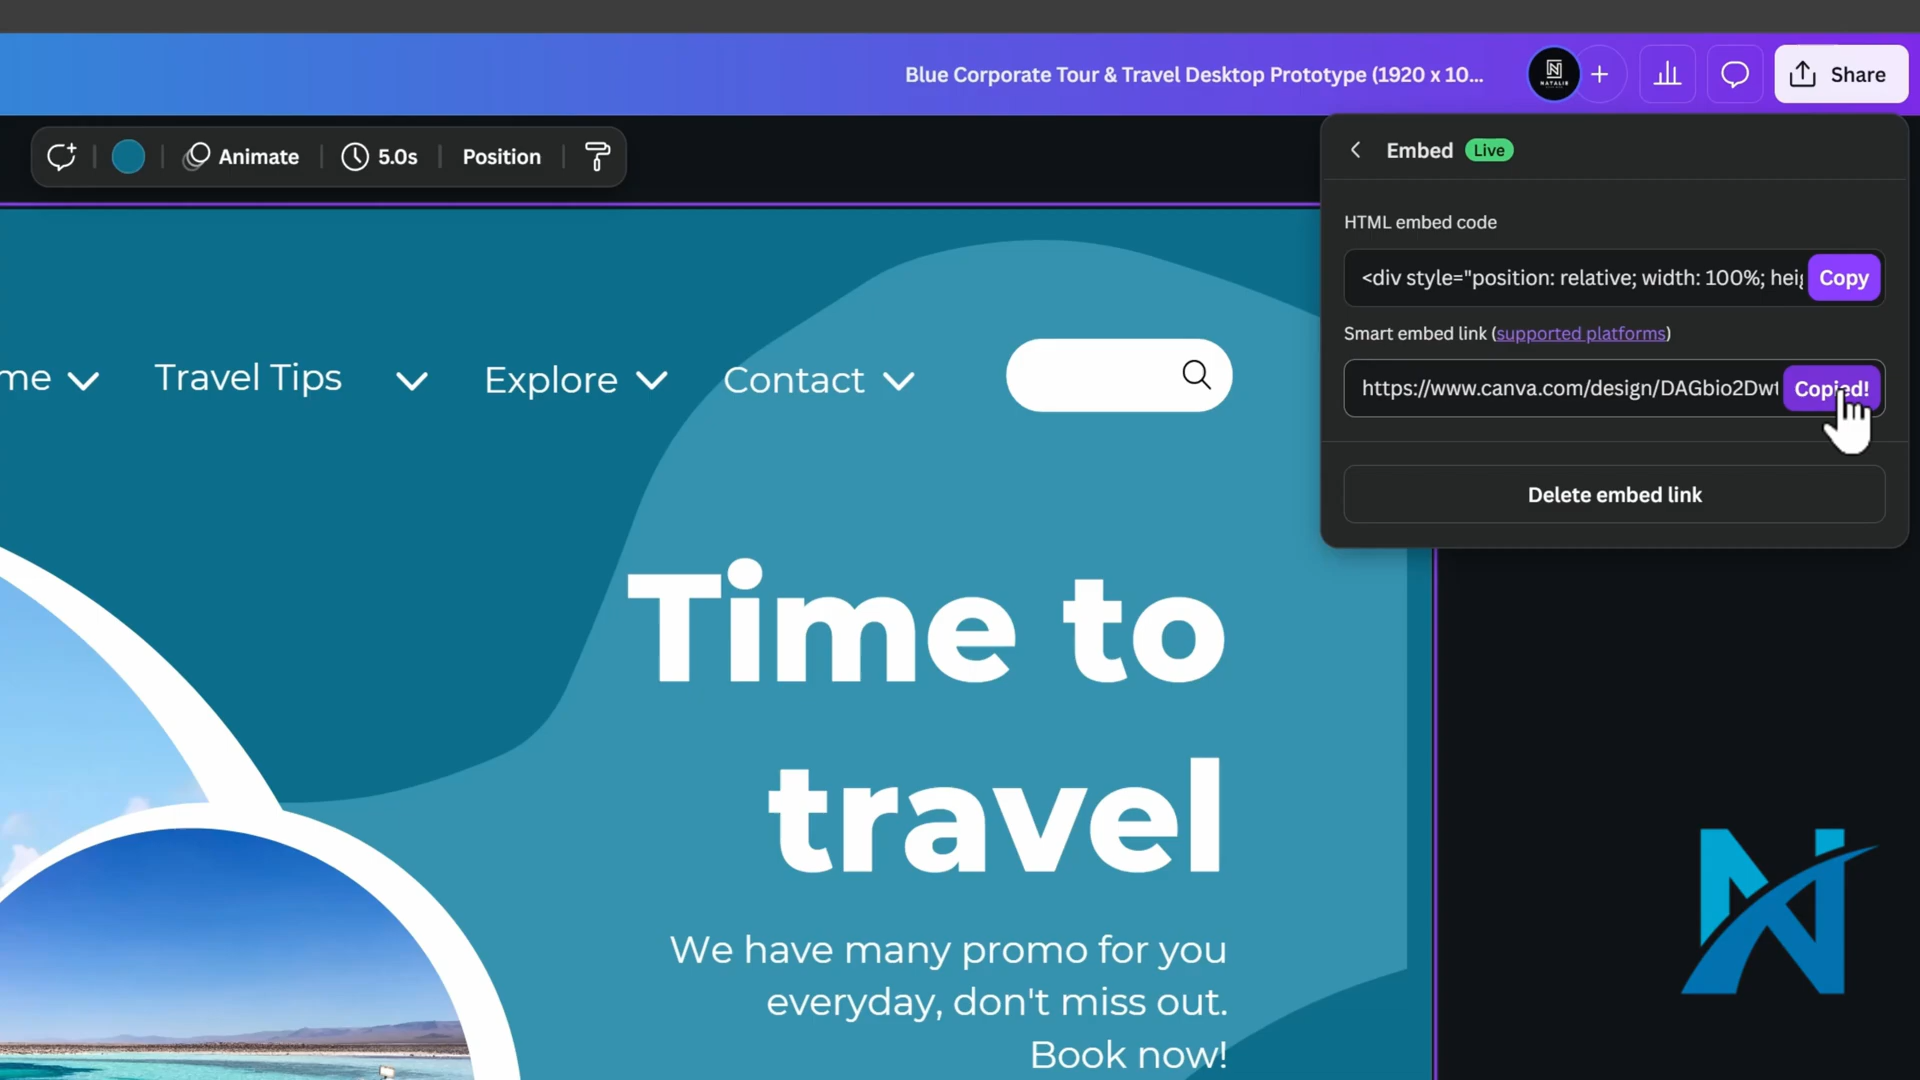 Blue Corporate Tour & Travel Desktop Prototype (1920 x 10...
NATALIE
Share
Animate
5.0s
Position
Embed
Live
HTML embed code
<div style="position: relative; width: 100%; heig
Copy
Smart embed link (supported platforms)
https://www.canva.com/design/DAGbio2Dwt
Copied!
Delete embed link
me
Travel Tips
Explore
Contact
Time to
travel
We have many promo for you
everyday, don't miss out.
Book now!